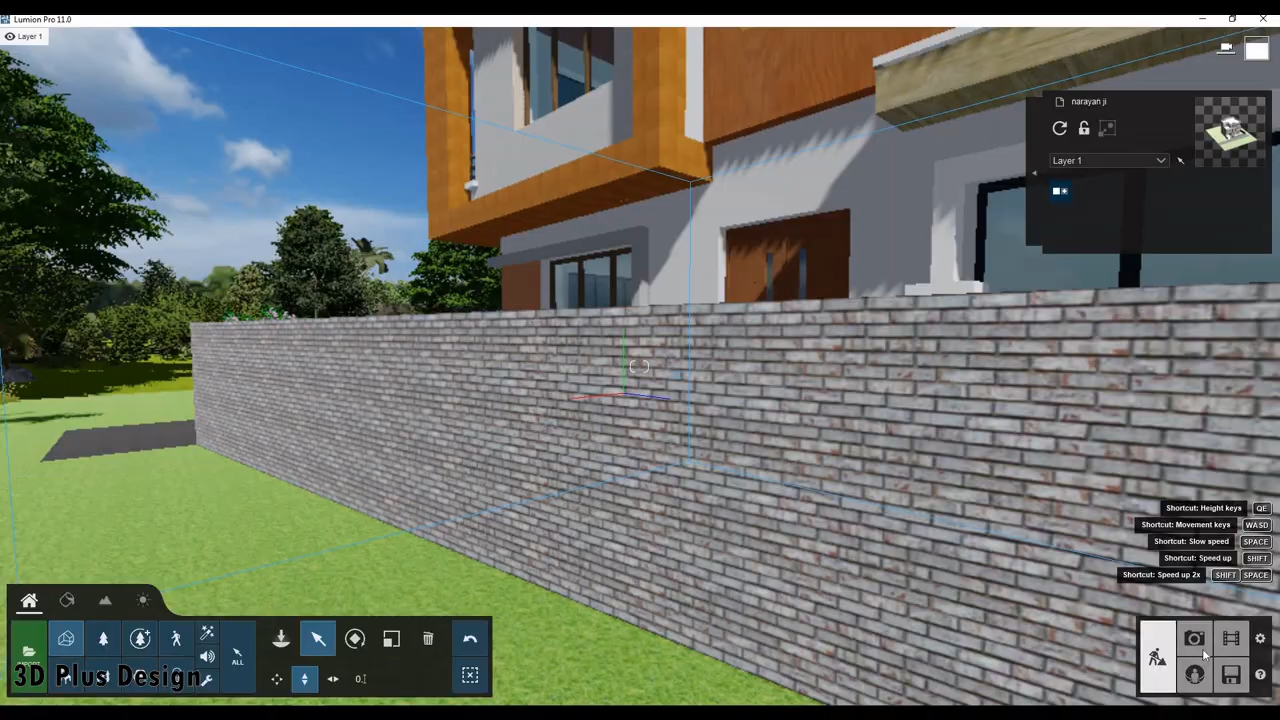 Lumion Pro 11.0
Layer 1
narayan ji
Layer 1
Shortcut: Height keys QE
Shortcut: Movement keys WASD
Shortcut: Slow speed SPACE
Shortcut: Speed up SHIFT
Shortcut: Speed up 2x SHIFT SPACE
ALL
3D Plus Design